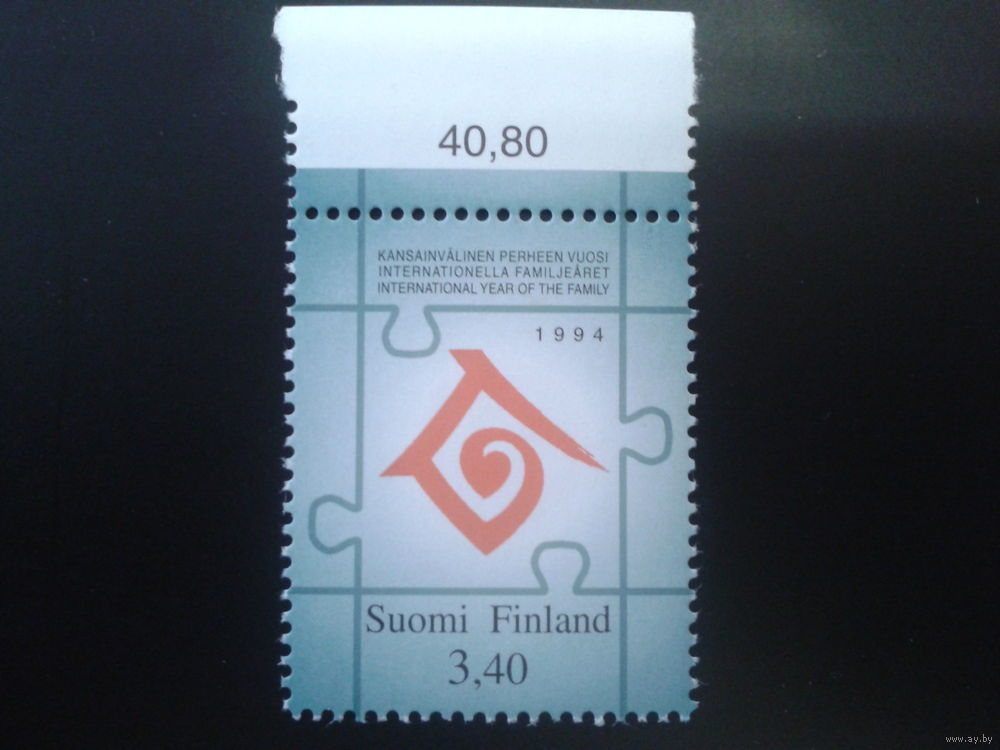 40,80
KANSAINVÄLINEN PERHEEN VUOSI
INTERNATIONELLA FAMILJEÅRET
INTERNATIONAL YEAR OF THE FAMILY
1994
Suomi Finland
3,40
www.ay.by